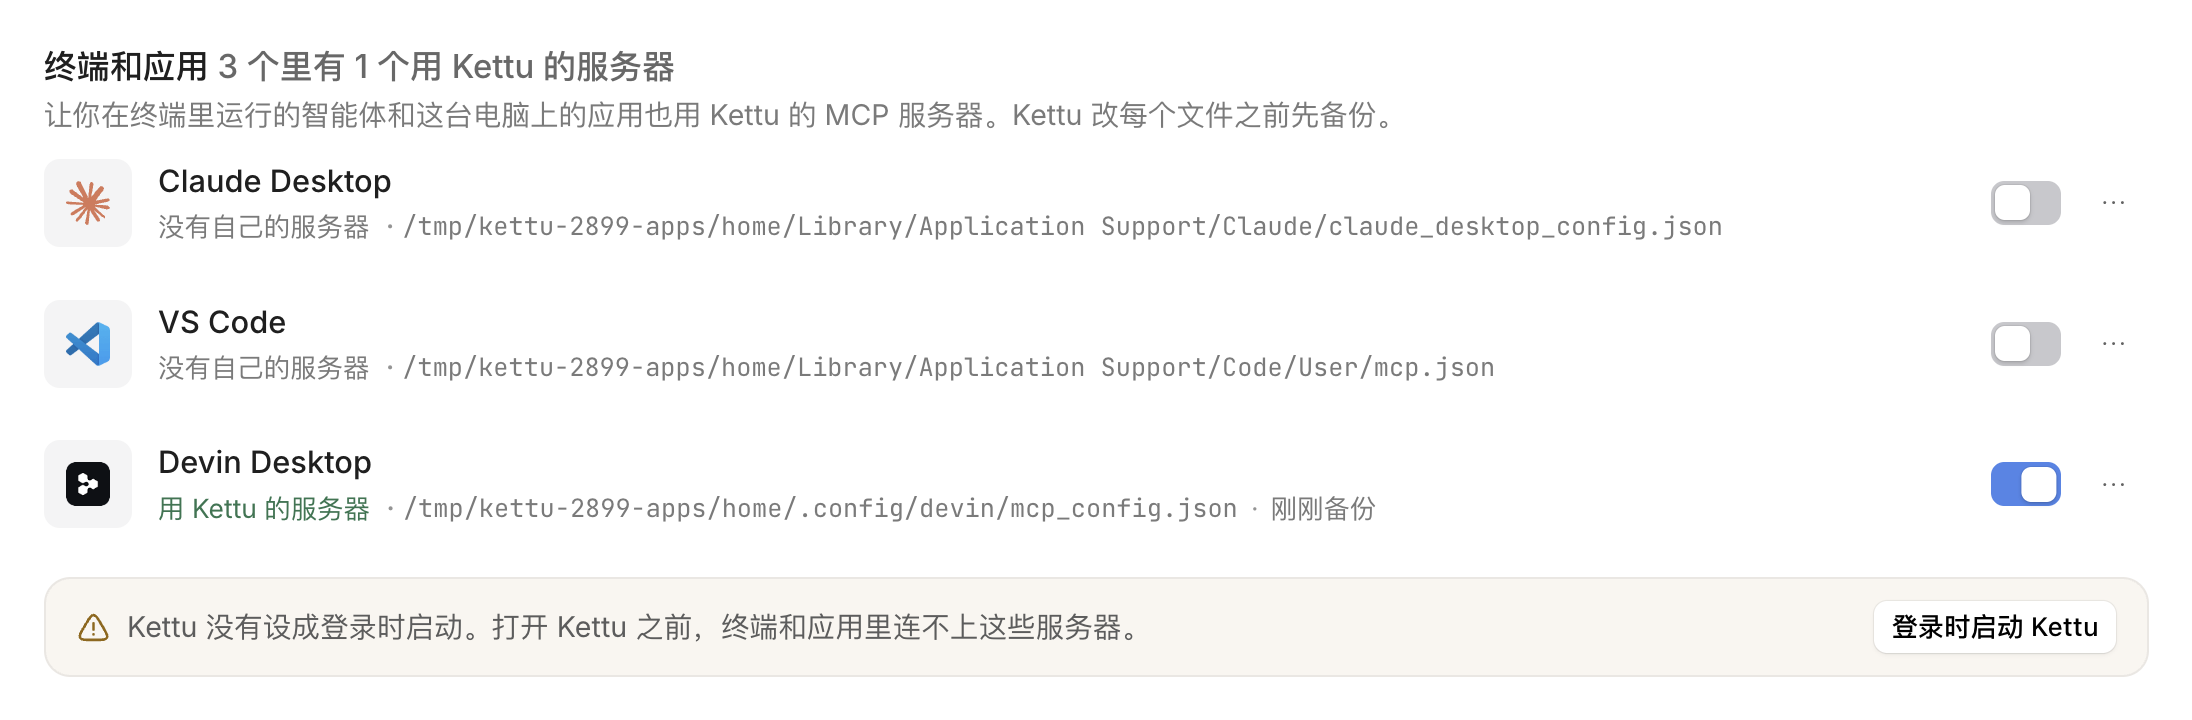 终端和应用 3 个里有 1 个用 Kettu 的服务器
让你在终端里运行的智能体和这台电脑上的应用也用 Kettu 的 MCP 服务器。Kettu 改每个文件之前先备份。
Claude Desktop
没有自己的服务器 · /tmp/kettu-2899-apps/home/Library/Application Support/Claude/claude_desktop_config.json
VS Code
没有自己的服务器 · /tmp/kettu-2899-apps/home/Library/Application Support/Code/User/mcp.json
Devin Desktop
用 Kettu 的服务器 · /tmp/kettu-2899-apps/home/.config/devin/mcp_config.json · 刚刚备份
Kettu 没有设成登录时启动。打开 Kettu 之前，终端和应用里连不上这些服务器。
登录时启动 Kettu